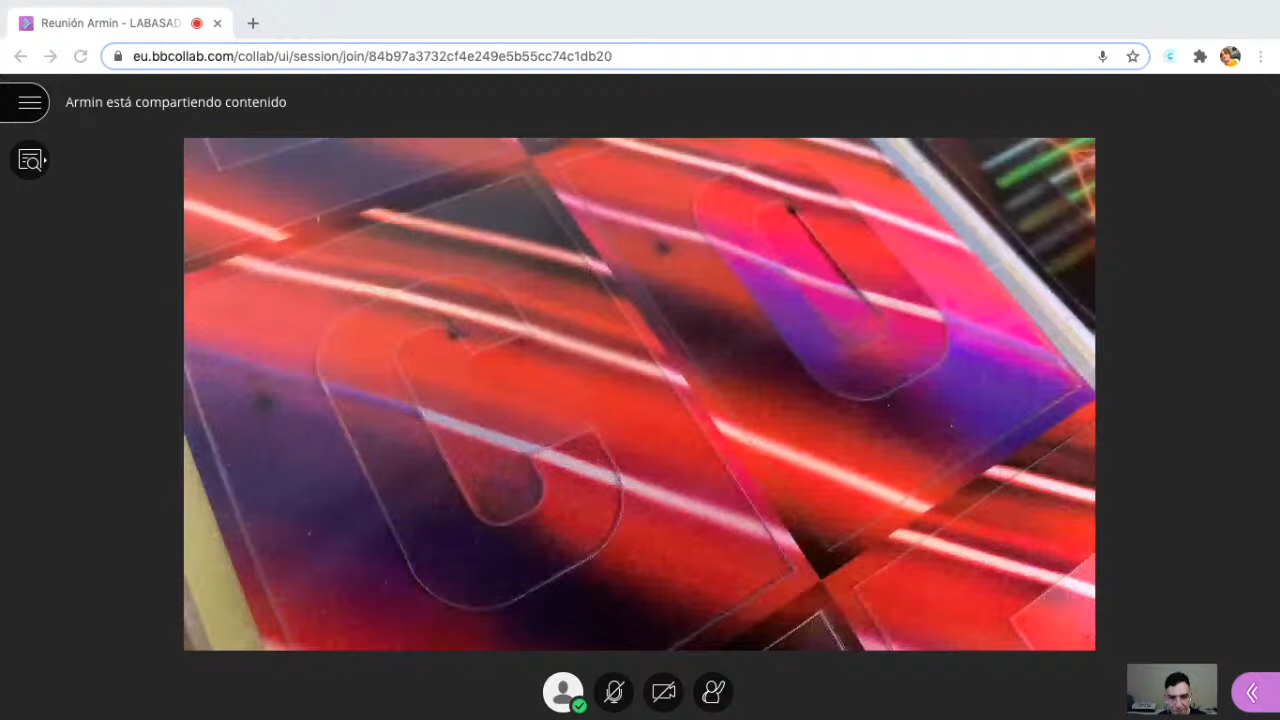 Reunión Armin - LABASAD
eu.bbcollab.com/collab/ui/session/join/84b97a3732cf4e249e5b55cc74c1db20
Armin está compartiendo contenido